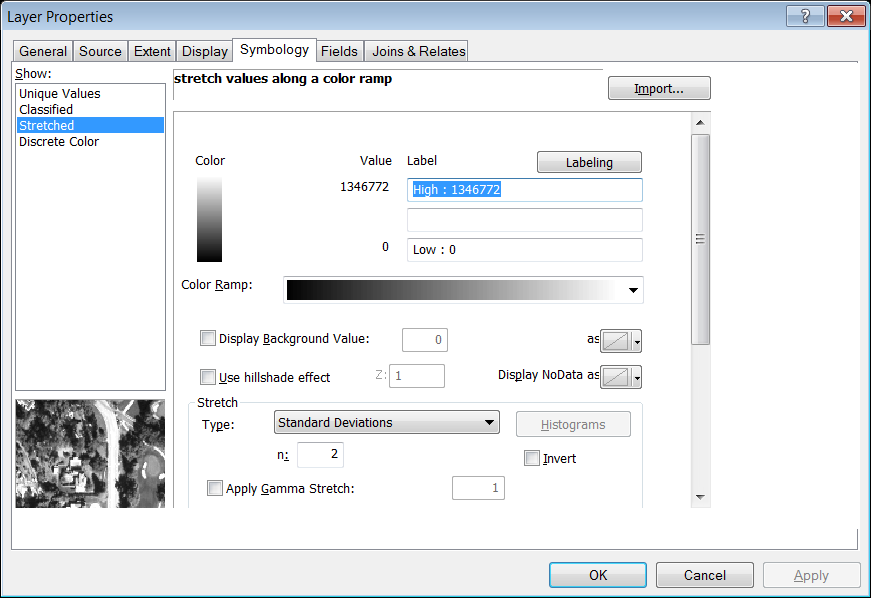 Layer Properties
?
General Source Extent Display Symbology Fields Joins & Relates
Show:
Unique Values
Classified
Stretched
Discrete Color
stretch values along a color ramp
Import...
Color Value Label Labeling
1346772 High : 1346772
0 Low : 0
Color Ramp:
Display Background Value: 0 as
Use hillshade effect Z: 1 Display NoData as
Stretch
Type: Standard Deviations Histograms
n: 2 Invert
Apply Gamma Stretch: 1
OK Cancel Apply